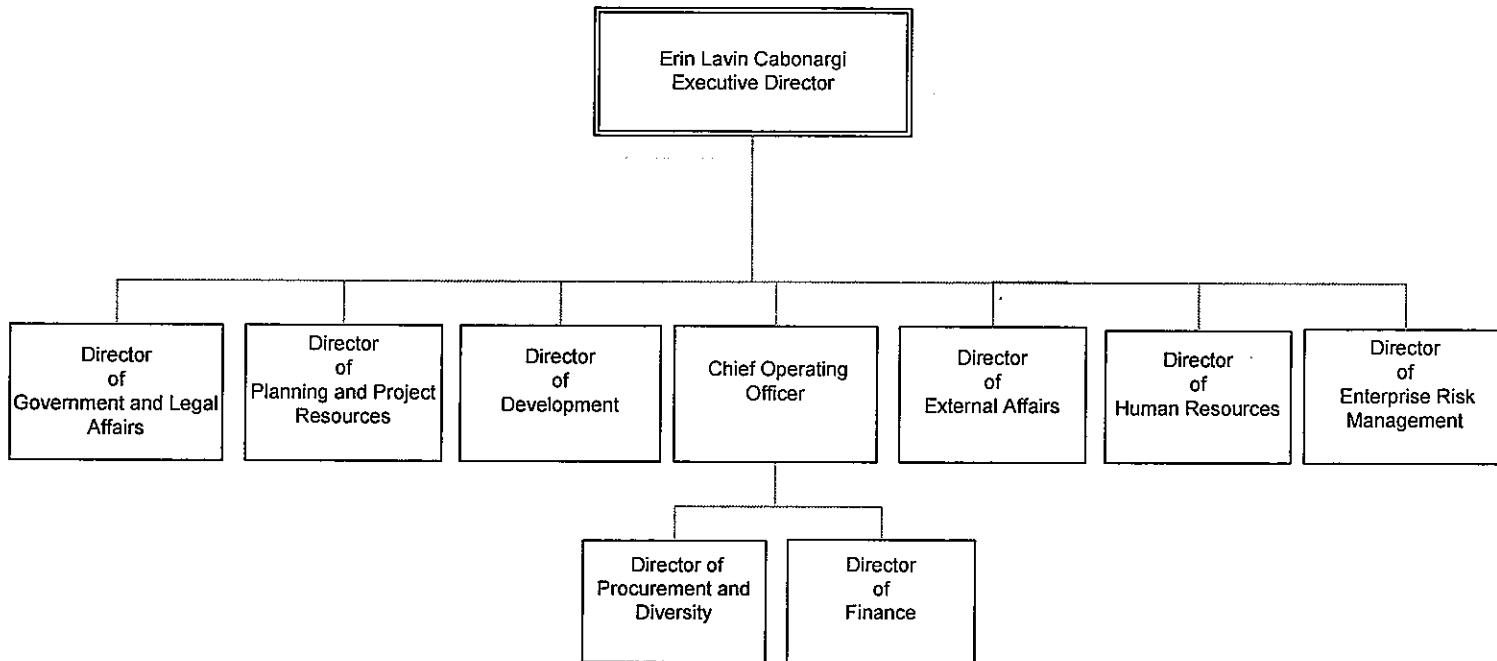 Erin Lavin Cabonargi
Executive Director
Director
of
Government and Legal
Affairs
Director
of
Planning and Project
Resources
Director
of
Development
Chief Operating
Officer
Director
of
External Affairs
Director
of
Human Resources
Director
of
Enterprise Risk
Management
Director of
Procurement and
Diversity
Director
of
Finance